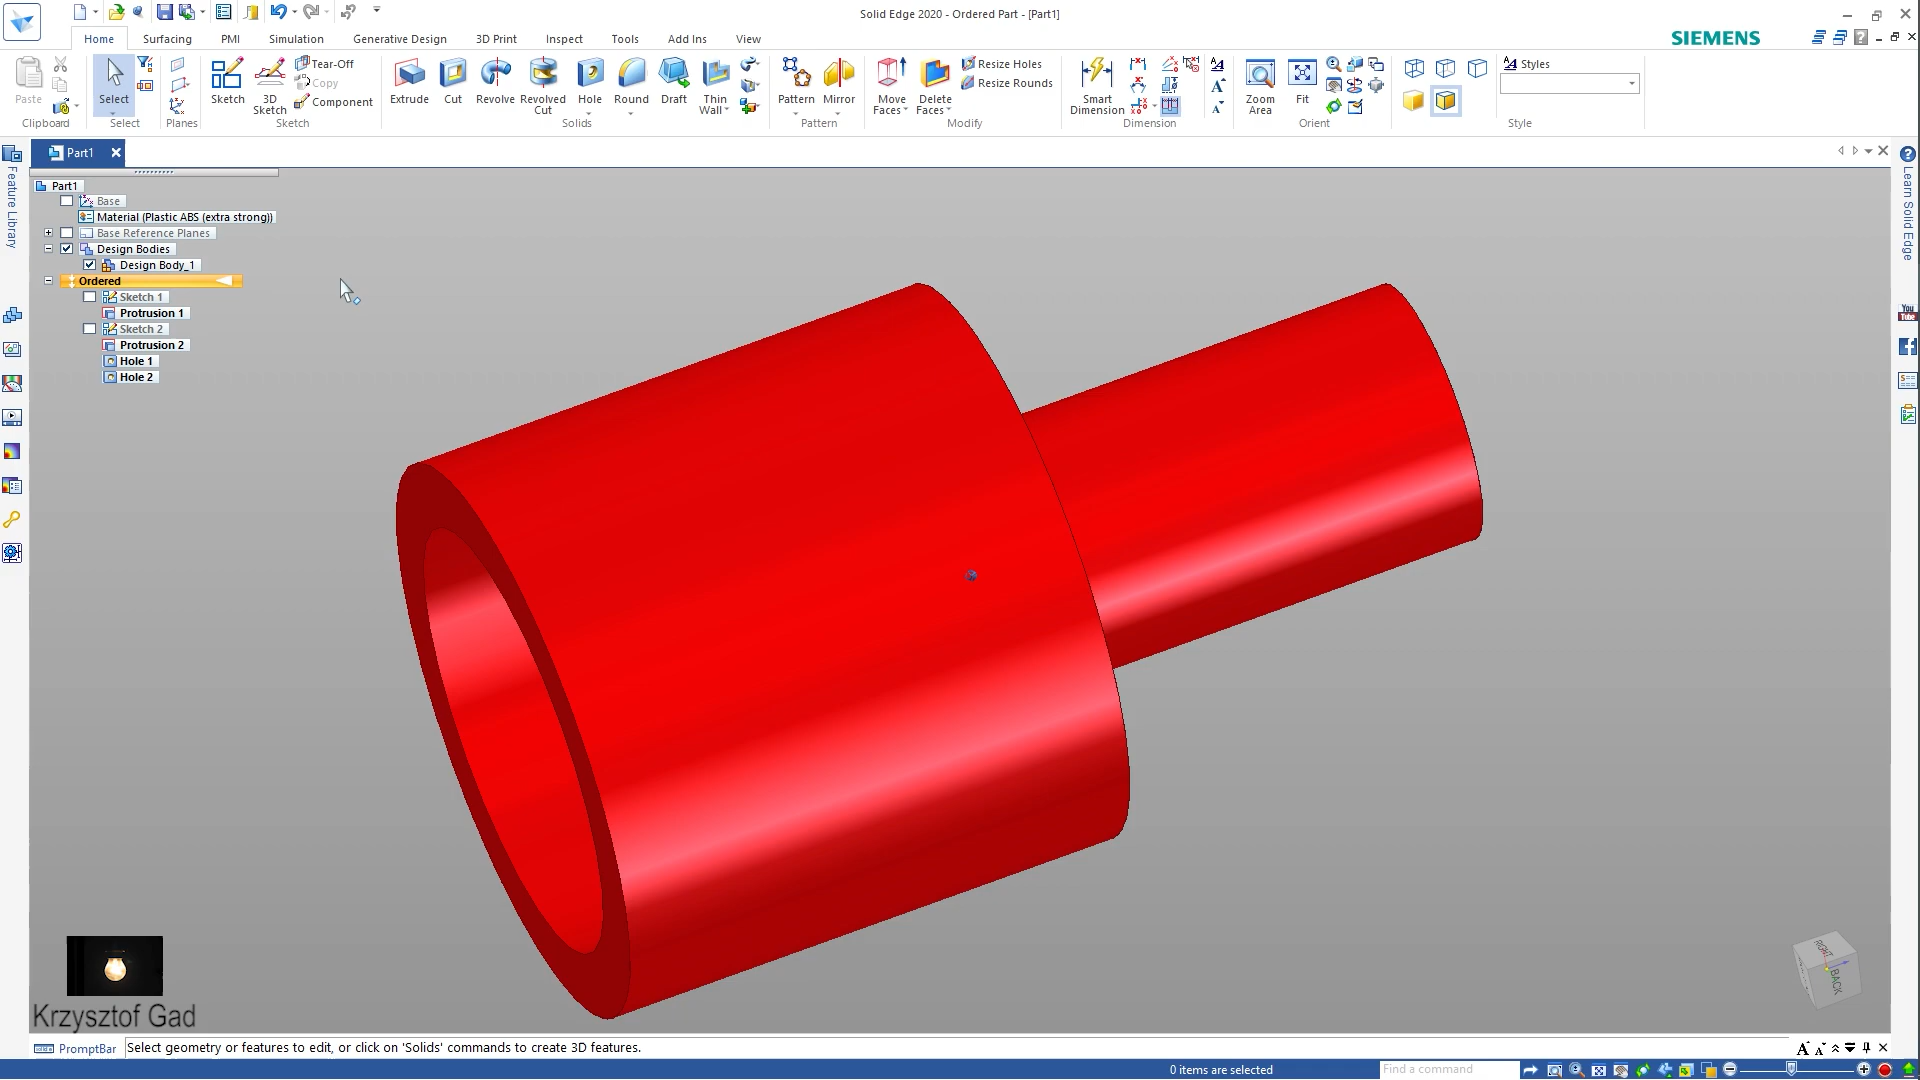 Solid Edge 2020 - Ordered Part - [Part1]
Home Surfacing PMI Simulation Generative Design 3D Print Inspect Tools Add Ins View
SIEMENS
Paste
Clipboard
Select
Select
Planes
Sketch
3D Sketch
Tear-Off
Copy
Component
Sketch
Extrude Cut Revolve Revolved Cut Hole Round Draft Thin Wall
Solids
Pattern Mirror
Pattern
Move Faces Delete Faces
Resize Holes
Resize Rounds
Modify
Smart Dimension
Dimension
Zoom Area Fit
Orient
Styles
Style
Part1
Feature Library
Learn Solid Edge
Part1
Base
Material (Plastic ABS (extra strong))
Base Reference Planes
Design Bodies
Design Body_1
Ordered
Sketch 1
Protrusion 1
Sketch 2
Protrusion 2
Hole 1
Hole 2
You
Tube
RIGHT
BACK
Krzysztof Gad
PromptBar
Select geometry or features to edit, or click on 'Solids' commands to create 3D features.
0 items are selected
Find a command